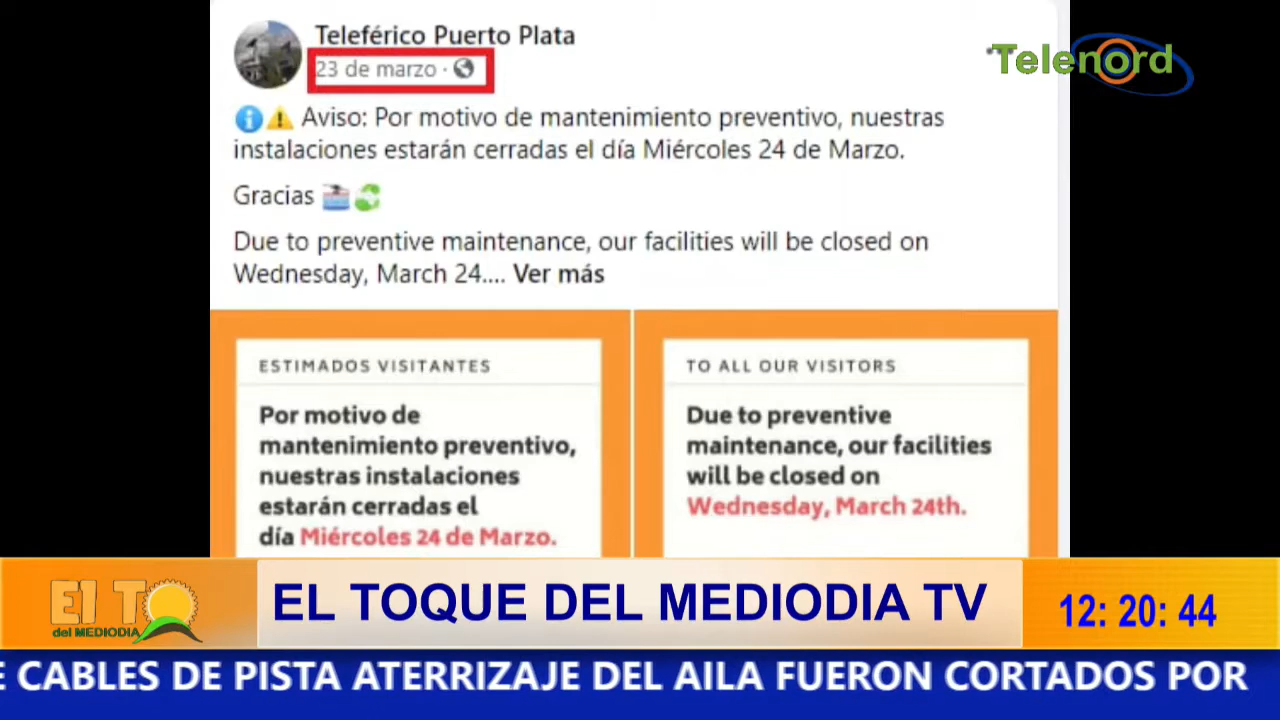 Teleférico Puerto Plata
23 de marzo ·
Telenord
Aviso: Por motivo de mantenimiento preventivo, nuestras
instalaciones estarán cerradas el día Miércoles 24 de Marzo.
Gracias
Due to preventive maintenance, our facilities will be closed on
Wednesday, March 24.... Ver más
ESTIMADOS VISITANTES
Por motivo de
mantenimiento preventivo,
nuestras instalaciones
estarán cerradas el
día Miércoles 24 de Marzo.
TO ALL OUR VISITORS
Due to preventive
maintenance, our facilities
will be closed on
Wednesday, March 24th.
El TO
del MEDIODIA
EL TOQUE DEL MEDIODIA TV
12: 20: 44
E CABLES DE PISTA ATERRIZAJE DEL AILA FUERON CORTADOS POR